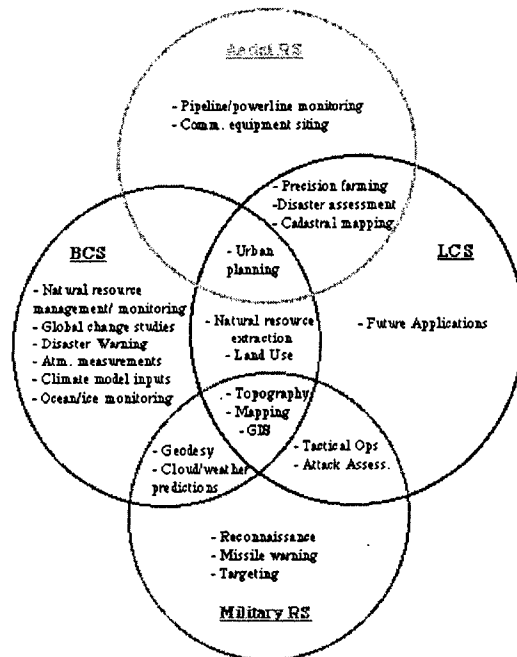 Aerial RS
- Pipeline/powerline monitoring
- Comm. equipment siting
- Precision farming
-Disaster assessment
- Cadastral mapping
BCS
- Urban
planning
LCS
- Natural resource
management/ monitoring
- Global change studies
- Disaster Warning
- Atm. measurements
- Climate model inputs
- Ocean/ice monitoring
- Natural resource
extraction
- Land Use
- Future Applications
- Topography
- Mapping
- GIS
- Geodesy
- Cloud/weather
predictions
- Tactical Ops
- Attack Assess.
- Reconnaissance
- Missile warning
- Targeting
Military RS